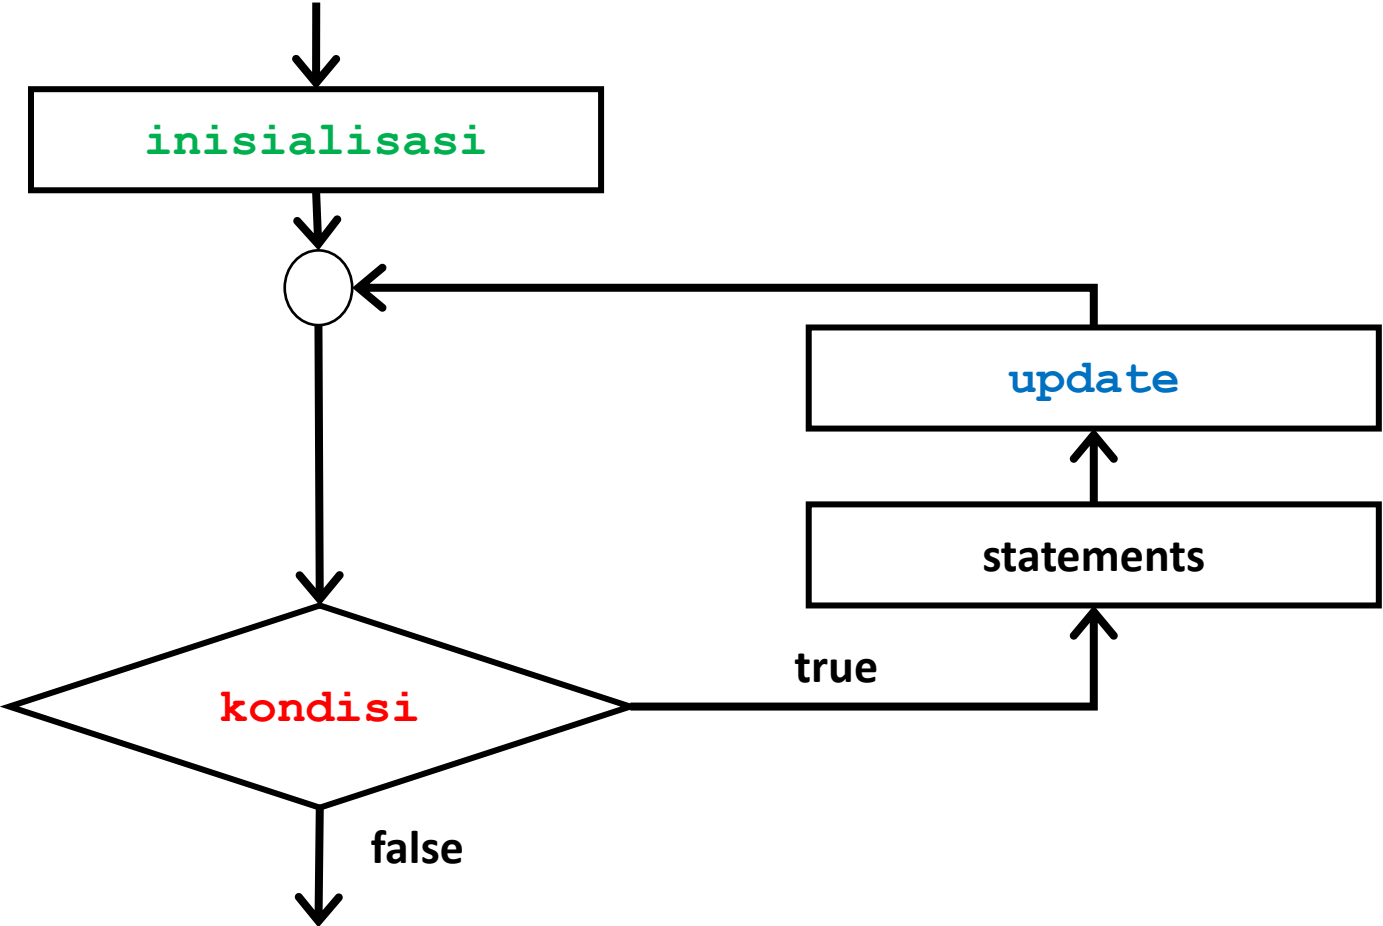 inisialisasi
update
statements
true
kondisi
false